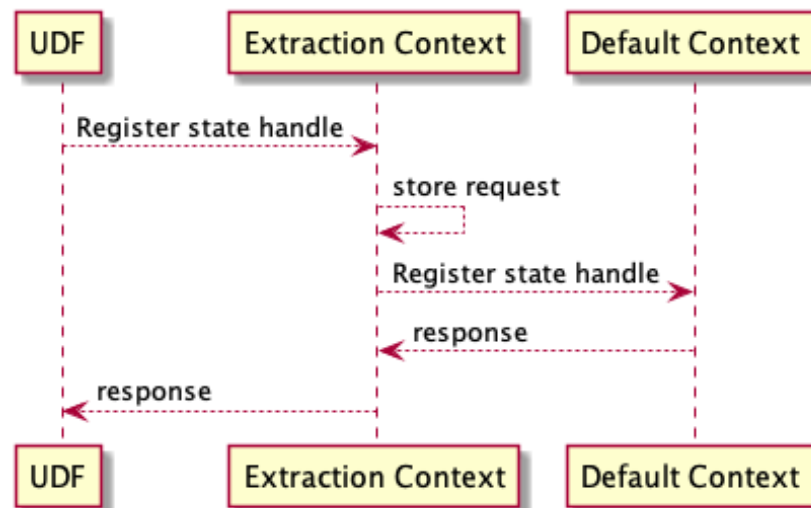 UDF
Extraction Context
Default Context
Register state handle
store request
Register state handle
response
response
UDF
Extraction Context
Default Context